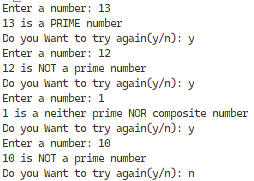 Enter a number: 13
13 is a PRIME number
Do you Want to try again(y/n): y
Enter a number: 12
12 is NOT a prime number
Do you Want to try again(y/n): y
Enter a number: 1
1 is a neither prime NOR composite number
Do you Want to try again(y/n): y
Enter a number: 10
10 is NOT a prime number
Do you Want to try again(y/n): n